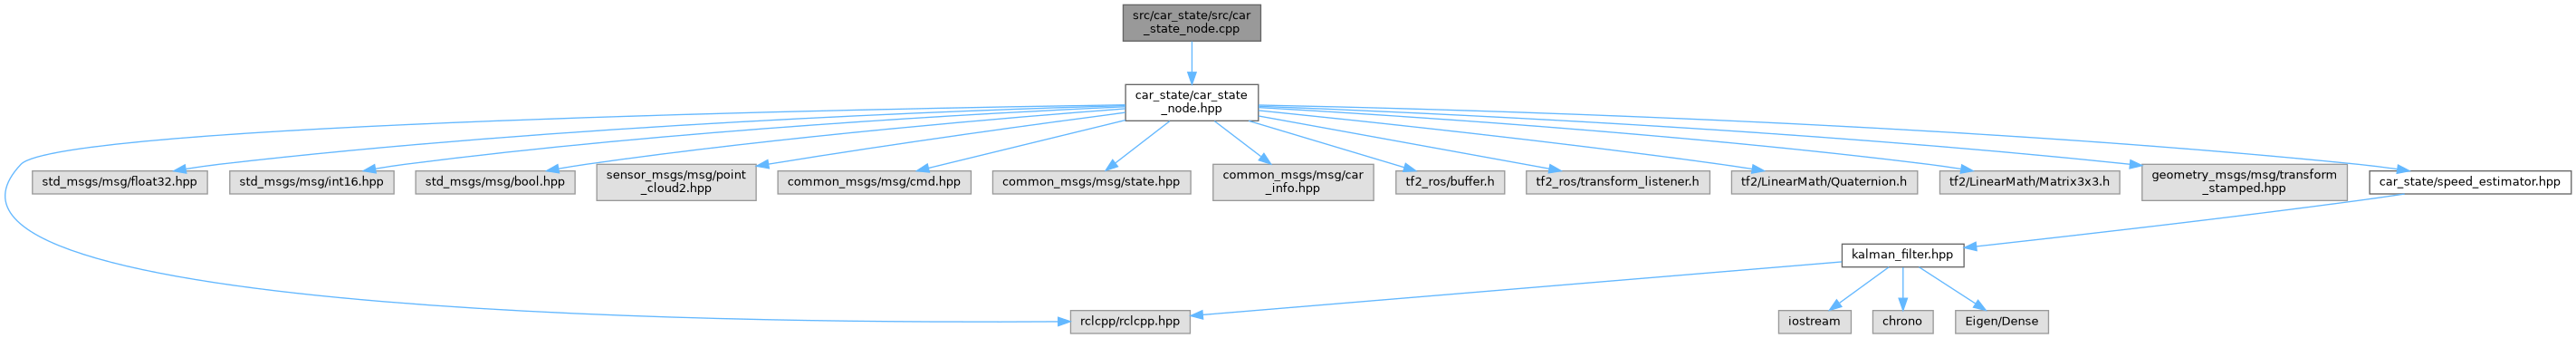 src/car_state/src/car
_state_node.cpp
car_state/car_state
_node.hpp
std_msgs/msg/float32.hpp
std_msgs/msg/int16.hpp
std_msgs/msg/bool.hpp
sensor_msgs/msg/point
_cloud2.hpp
common_msgs/msg/cmd.hpp
common_msgs/msg/state.hpp
common_msgs/msg/car
_info.hpp
tf2_ros/buffer.h
tf2_ros/transform_listener.h
tf2/LinearMath/Quaternion.h
tf2/LinearMath/Matrix3x3.h
geometry_msgs/msg/transform
_stamped.hpp
car_state/speed_estimator.hpp
kalman_filter.hpp
rclcpp/rclcpp.hpp
iostream
chrono
Eigen/Dense